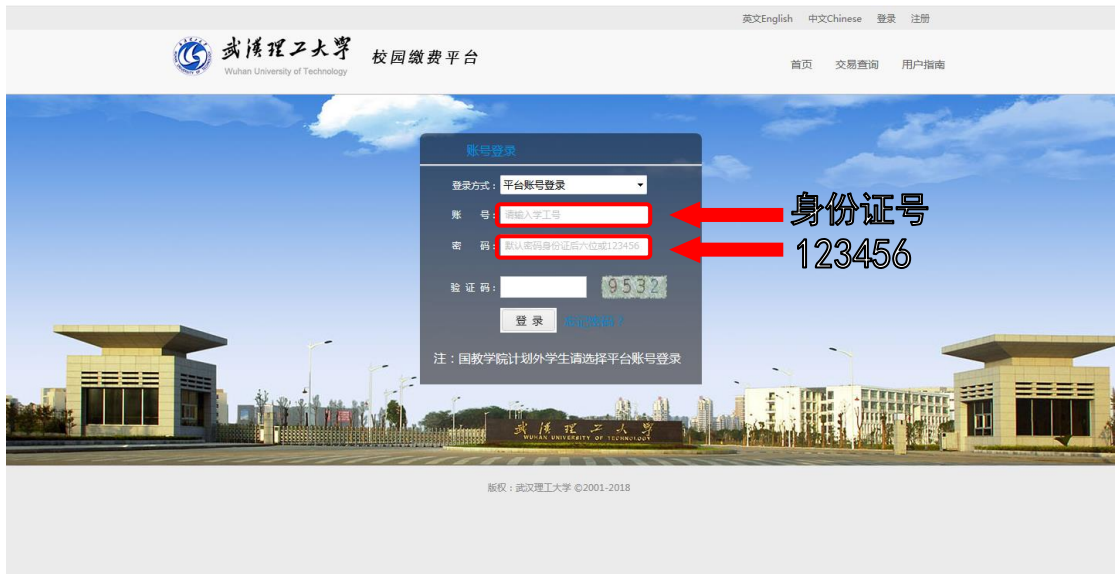 英文English 中文Chinese 登录 注册
武汉理工大学 校园缴费平台
Wuhan University of Technology
首页 交易查询 用户指南
账号登录
登录方式：平台账号登录
账 号：请输入学工号
身份证号
密 码：默认密码身份证后六位或123456
123456
验 证 码： 9532
登 录 忘记密码？
注：国教学院计划外学生请选择平台账号登录
武汉理工大学
WUHAN UNIVERSITY OF TECHNOLOGY
版权：武汉理工大学 ©2001-2018